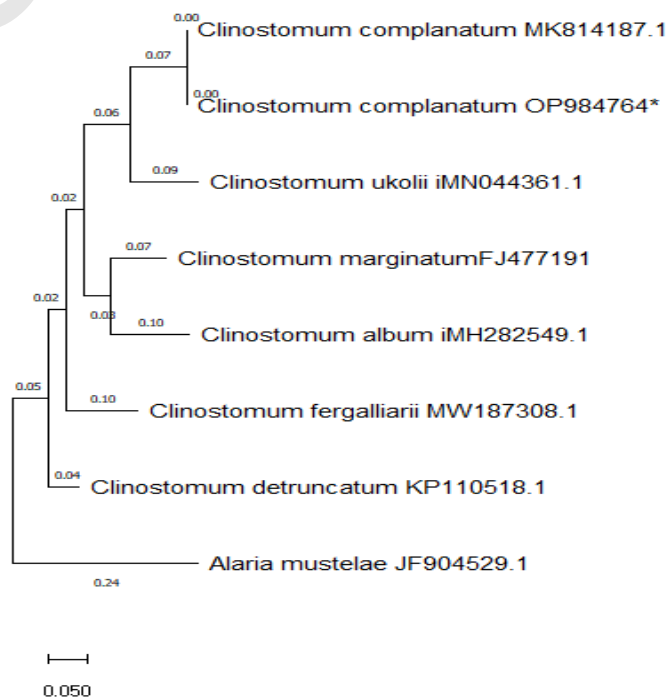 0.00
Clinostomum complanatum MK814187.1
0.07
0.00
Clinostomum complanatum OP984764*
0.06
0.09
Clinostomum ukolii iMN044361.1
0.02
0.07
Clinostomum marginatumFJ477191
0.02
0.03
0.10
Clinostomum album iMH282549.1
0.05
0.10
Clinostomum fergalliarii MW187308.1
0.04
Clinostomum detruncatum KP110518.1
Alaria mustelae JF904529.1
0.24
0.050